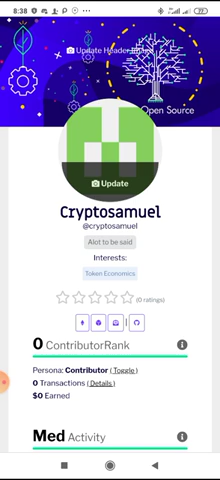 8:38
Update Header Image
Open Source
Update
Cryptosamuel
@cryptosamuel
Alot to be said
Interests:
Token Economics
(0 ratings)
0 ContributorRank
Persona: Contributor ( Toggle )
0 Transactions (Details)
$0 Earned
Med Activity